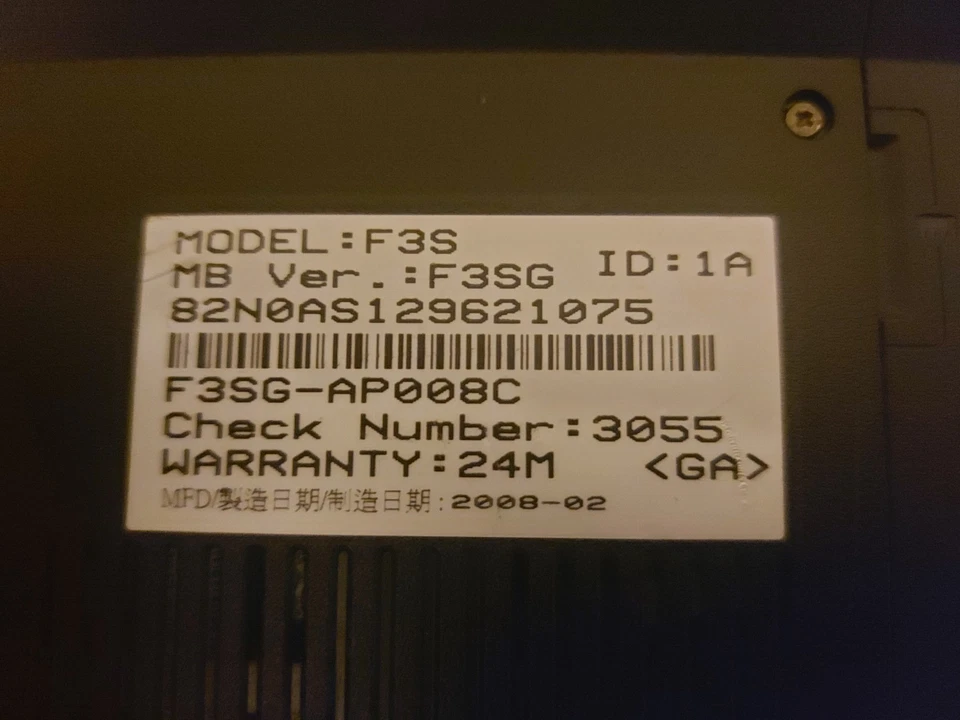 MODEL:F3S
ID:1A
MB Ver.:F3SG
82N0AS129621075
F3SG-AP008C
Check Number:3055
WARRANTY:24M <GA>
MFD/製造日期/制造日期:2008-02